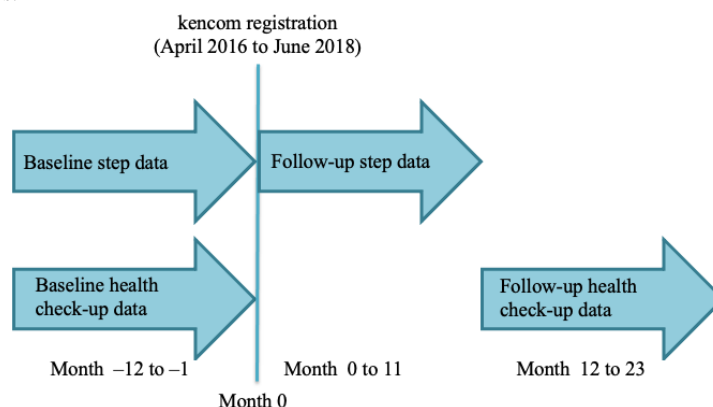 kencom registration
(April 2016 to June 2018)
Baseline step data
Follow-up step data
Baseline health
check-up data
Follow-up health
check-up data
Month –12 to –1
Month 0 to 11
Month 12 to 23
Month 0